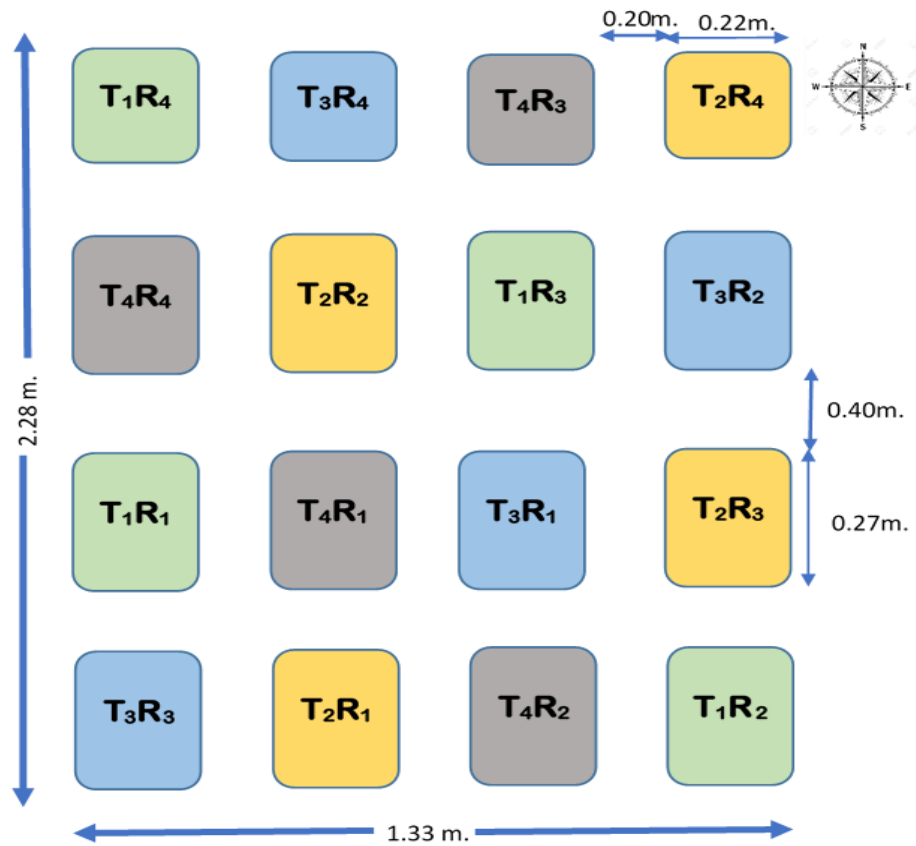 0.20m. 0.22m.
T₁R₄ T₃R₄ T₄R₃ T₂R₄
N
W E
S
T₄R₄ T₂R₂ T₁R₃ T₃R₂
2.28 m.
0.40m.
T₁R₁ T₄R₁ T₃R₁ T₂R₃
0.27m.
T₃R₃ T₂R₁ T₄R₂ T₁R₂
1.33 m.